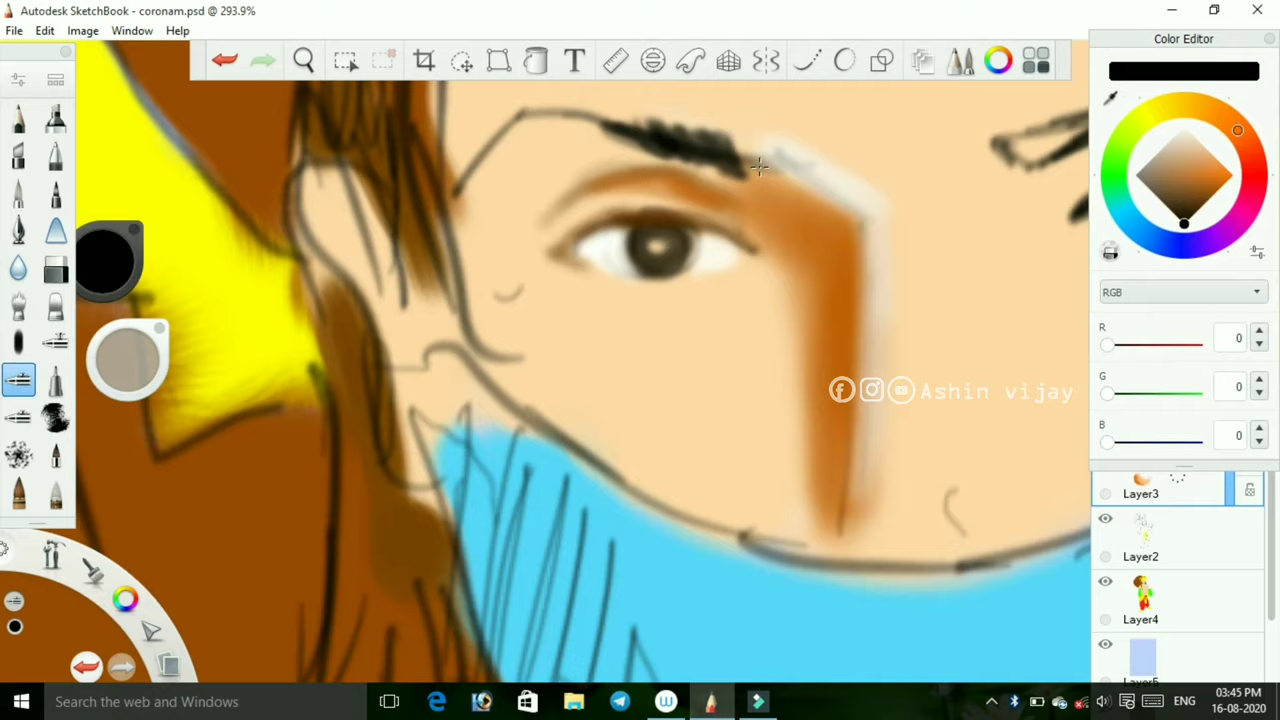 Autodesk SketchBook - coronam.psd @ 293.9%
File Edit Image Window Help
T
Color Editor
RGB
R 0
G 0
B 0
Ashin vijay
Layer3
Layer2
Layer4
Search the web and Windows
ENG
03:45 PM
16-08-2020